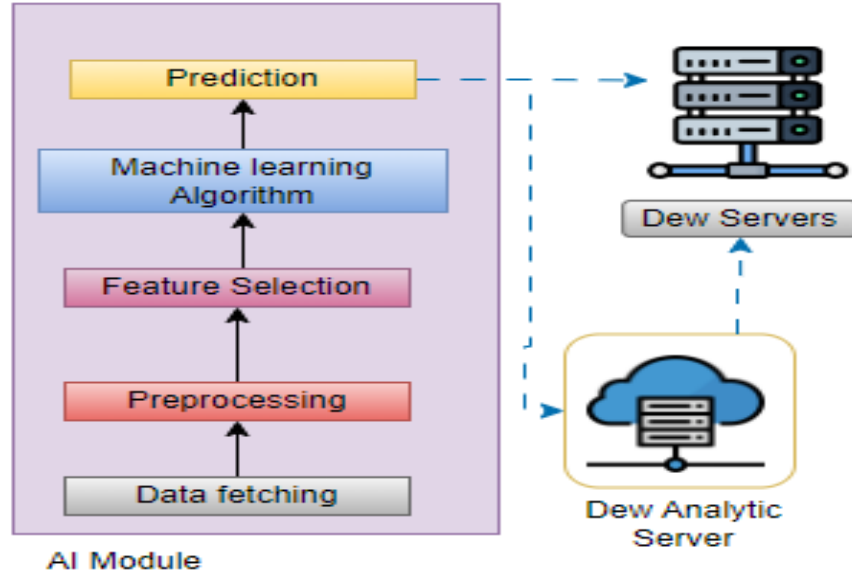 Prediction
Machine learning
Algorithm
Feature Selection
Preprocessing
Data fetching
AI Module
Dew Servers
Dew Analytic
Server